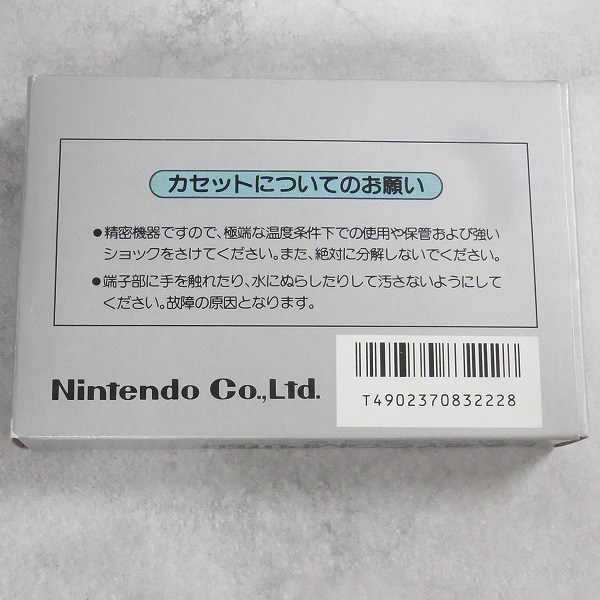 カセットについてのお願い
●精密機器ですので、極端な温度条件下での使用や保管および強い
ショックをさけてください。また、絶対に分解しないでください。
●端子部に手を触れたり、水にぬらしたりして汚さないようにして
ください。故障の原因となります。
Nintendo Co.,Ltd.
T4902370832228